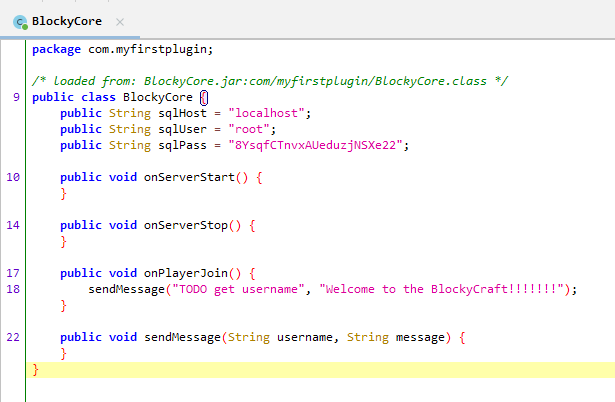 BlockyCore
package com.myfirstplugin;
/* loaded from: BlockyCore.jar:com/myfirstplugin/BlockyCore.class */
9 public class BlockyCore {
public String sqlHost = "localhost";
public String sqlUser = "root";
public String sqlPass = "8YsqfCTnvxAUeduzjNSXe22";
10 public void onServerStart() {
}
14 public void onServerStop() {
}
17 public void onPlayerJoin() {
18 sendMessage("TODO get username", "Welcome to the BlockyCraft!!!!!!!");
}
22 public void sendMessage(String username, String message) {
}
}